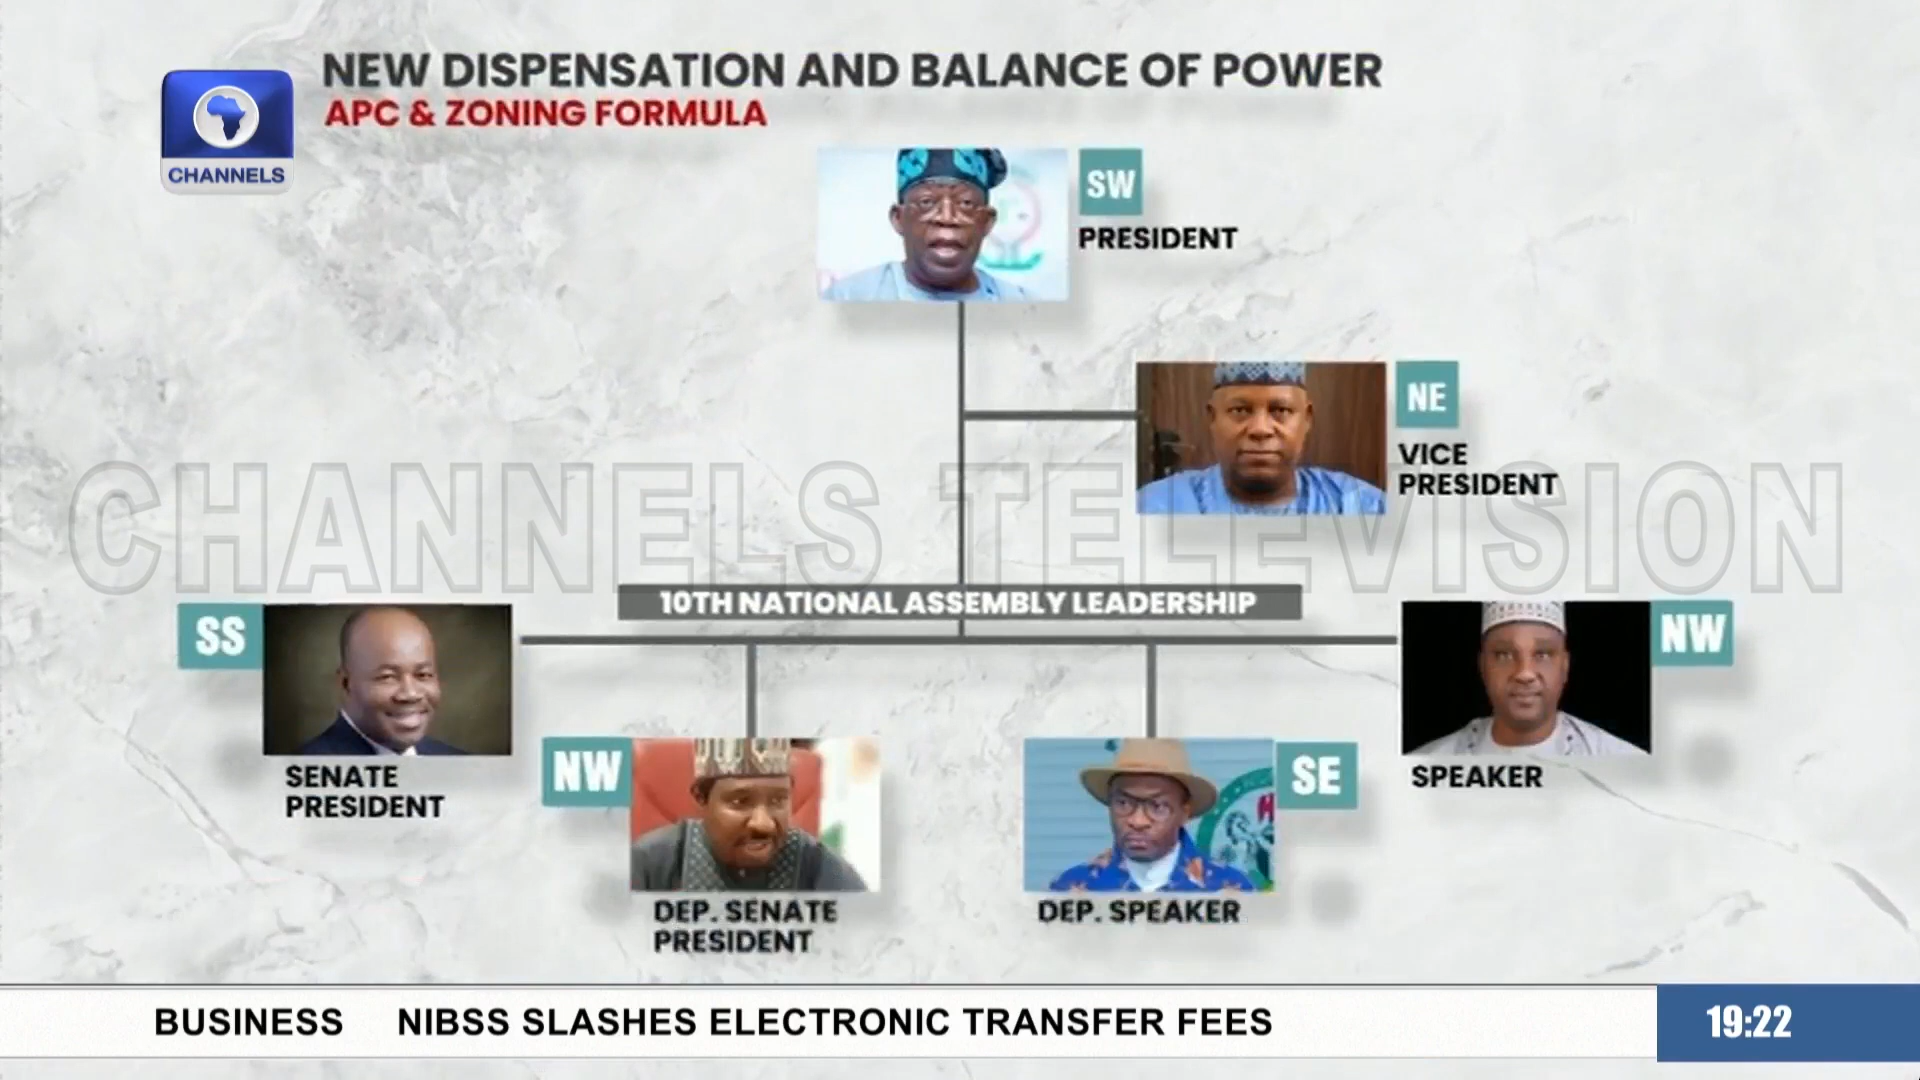 NEW DISPENSATION AND BALANCE OF POWER
APC & ZONING FORMULA
CHANNELS
SW
PRESIDENT
NE
VICE
PRESIDENT
CHANNELS TELEVISION
10TH NATIONAL ASSEMBLY LEADERSHIP
SS
SENATE
PRESIDENT
NW
DEP. SENATE
PRESIDENT
SE
DEP. SPEAKER
NW
SPEAKER
BUSINESS NIBSS SLASHES ELECTRONIC TRANSFER FEES
19:22